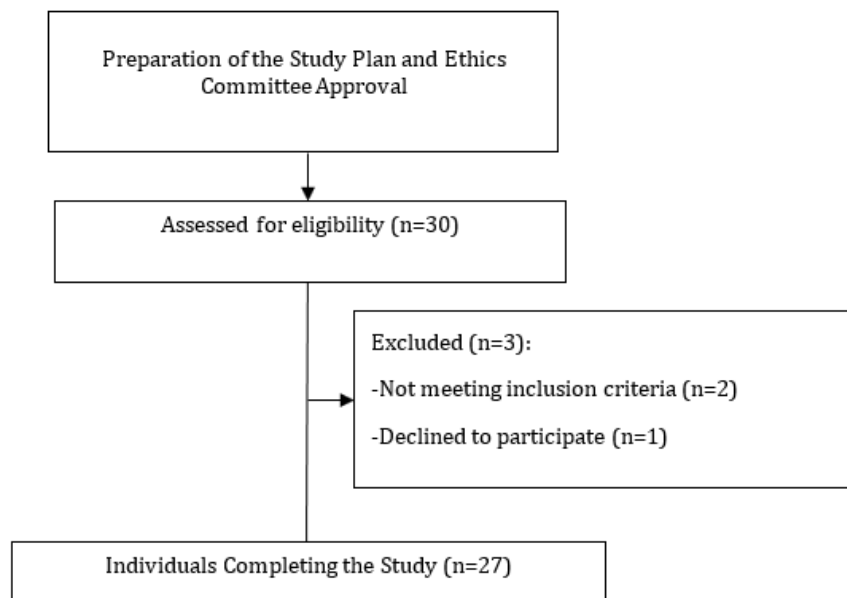 Preparation of the Study Plan and Ethics
Committee Approval
Assessed for eligibility (n=30)
Excluded (n=3):
-Not meeting inclusion criteria (n=2)
-Declined to participate (n=1)
Individuals Completing the Study (n=27)